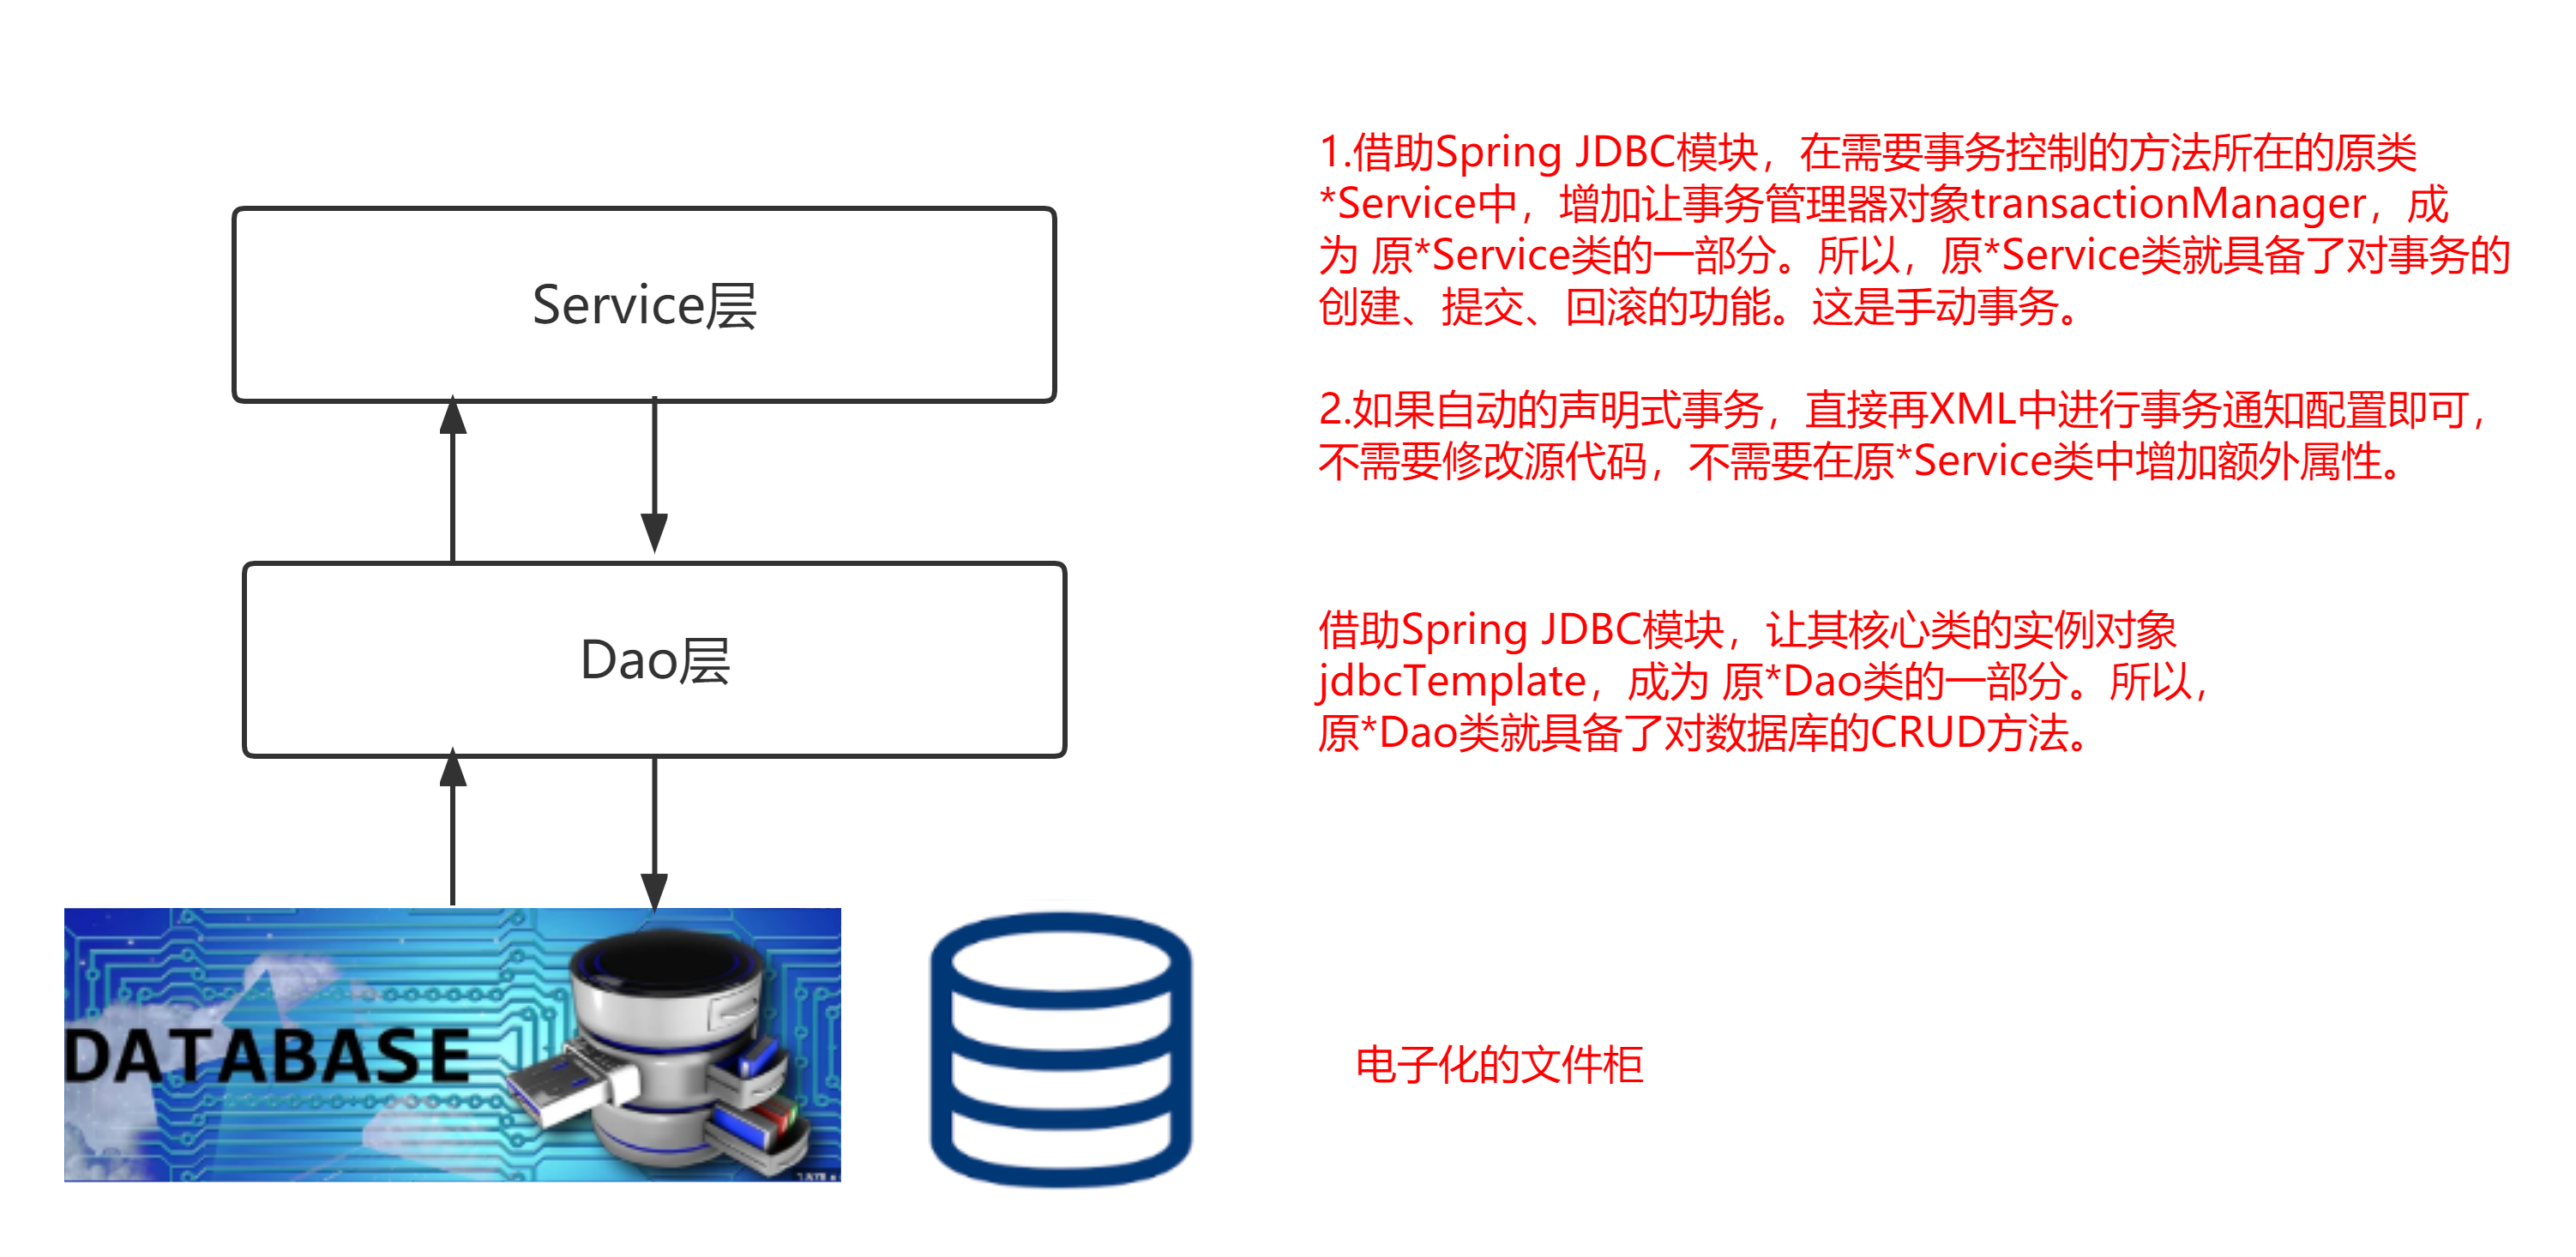 1.借助Spring JDBC模块，在需要事务控制的方法所在的原类
*Service中，增加让事务管理器对象transactionManager，成
为 原*Service类的一部分。所以，原*Service类就具备了对事务的
创建、提交、回滚的功能。这是手动事务。
Service层
2.如果自动的声明式事务，直接再XML中进行事务通知配置即可，
不需要修改源代码，不需要在原*Service类中增加额外属性。
Dao层
借助Spring JDBC模块，让其核心类的实例对象
jdbcTemplate，成为 原*Dao类的一部分。所以，
原*Dao类就具备了对数据库的CRUD方法。
DATABASE
电子化的文件柜